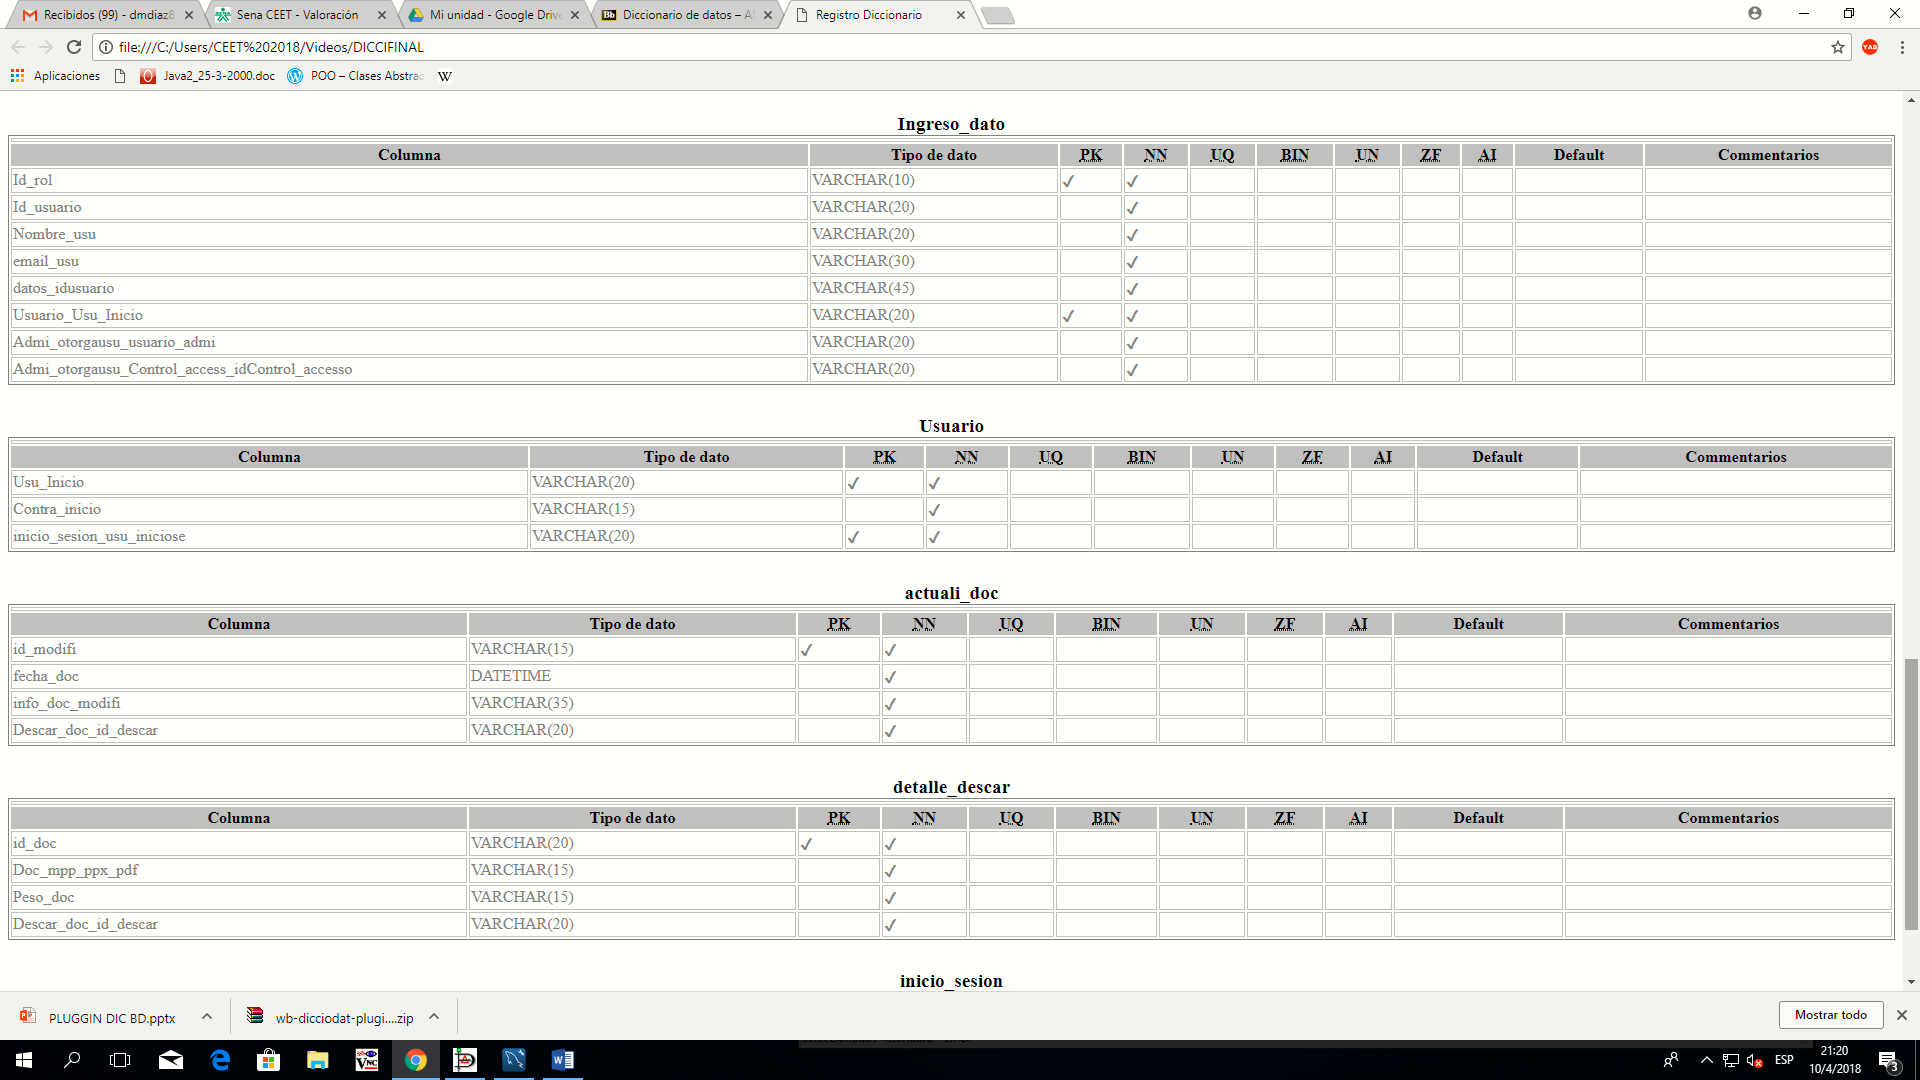 Recibidos (99) - dmdiaz8
Sena CEET - Valoración
Mi unidad - Google Drive
Diccionario de datos – A
Registro Diccionario
file:///C:/Users/CEET%202018/Videos/DICCIFINAL
Aplicaciones
Java2_25-3-2000.doc
POO – Clases Abstrac
W
Ingreso_dato
Columna Tipo de dato PK NN UQ BIN UN ZF AI Default Commentarios
Id_rol VARCHAR(10) ✓ ✓
Id_usuario VARCHAR(20) ✓
Nombre_usu VARCHAR(20) ✓
email_usu VARCHAR(30) ✓
datos_idusuario VARCHAR(45) ✓
Usuario_Usu_Inicio VARCHAR(20) ✓ ✓
Admi_otorgausu_usuario_admi VARCHAR(20) ✓
Admi_otorgausu_Control_access_idControl_accesso VARCHAR(20) ✓
Usuario
Columna Tipo de dato PK NN UQ BIN UN ZF AI Default Commentarios
Usu_Inicio VARCHAR(20) ✓ ✓
Contra_inicio VARCHAR(15) ✓
inicio_sesion_usu_iniciose VARCHAR(20) ✓ ✓
actuali_doc
Columna Tipo de dato PK NN UQ BIN UN ZF AI Default Commentarios
id_modifi VARCHAR(15) ✓ ✓
fecha_doc DATETIME ✓
info_doc_modifi VARCHAR(35) ✓
Descar_doc_id_descar VARCHAR(20) ✓
detalle_descar
Columna Tipo de dato PK NN UQ BIN UN ZF AI Default Commentarios
id_doc VARCHAR(20) ✓ ✓
Doc_mpp_ppx_pdf VARCHAR(15) ✓
Peso_doc VARCHAR(15) ✓
Descar_doc_id_descar VARCHAR(20) ✓
inicio_sesion
PLUGGIN DIC BD.pptx
wb-dicciodat-plugi....zip
Mostrar todo
ESP
21:20
10/4/2018
3